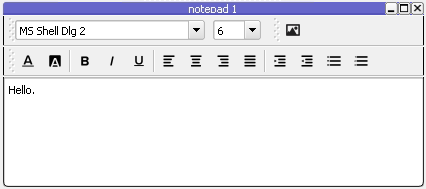 notepad 1
MS Shell Dlg 2 6
A A B I U
Hello.